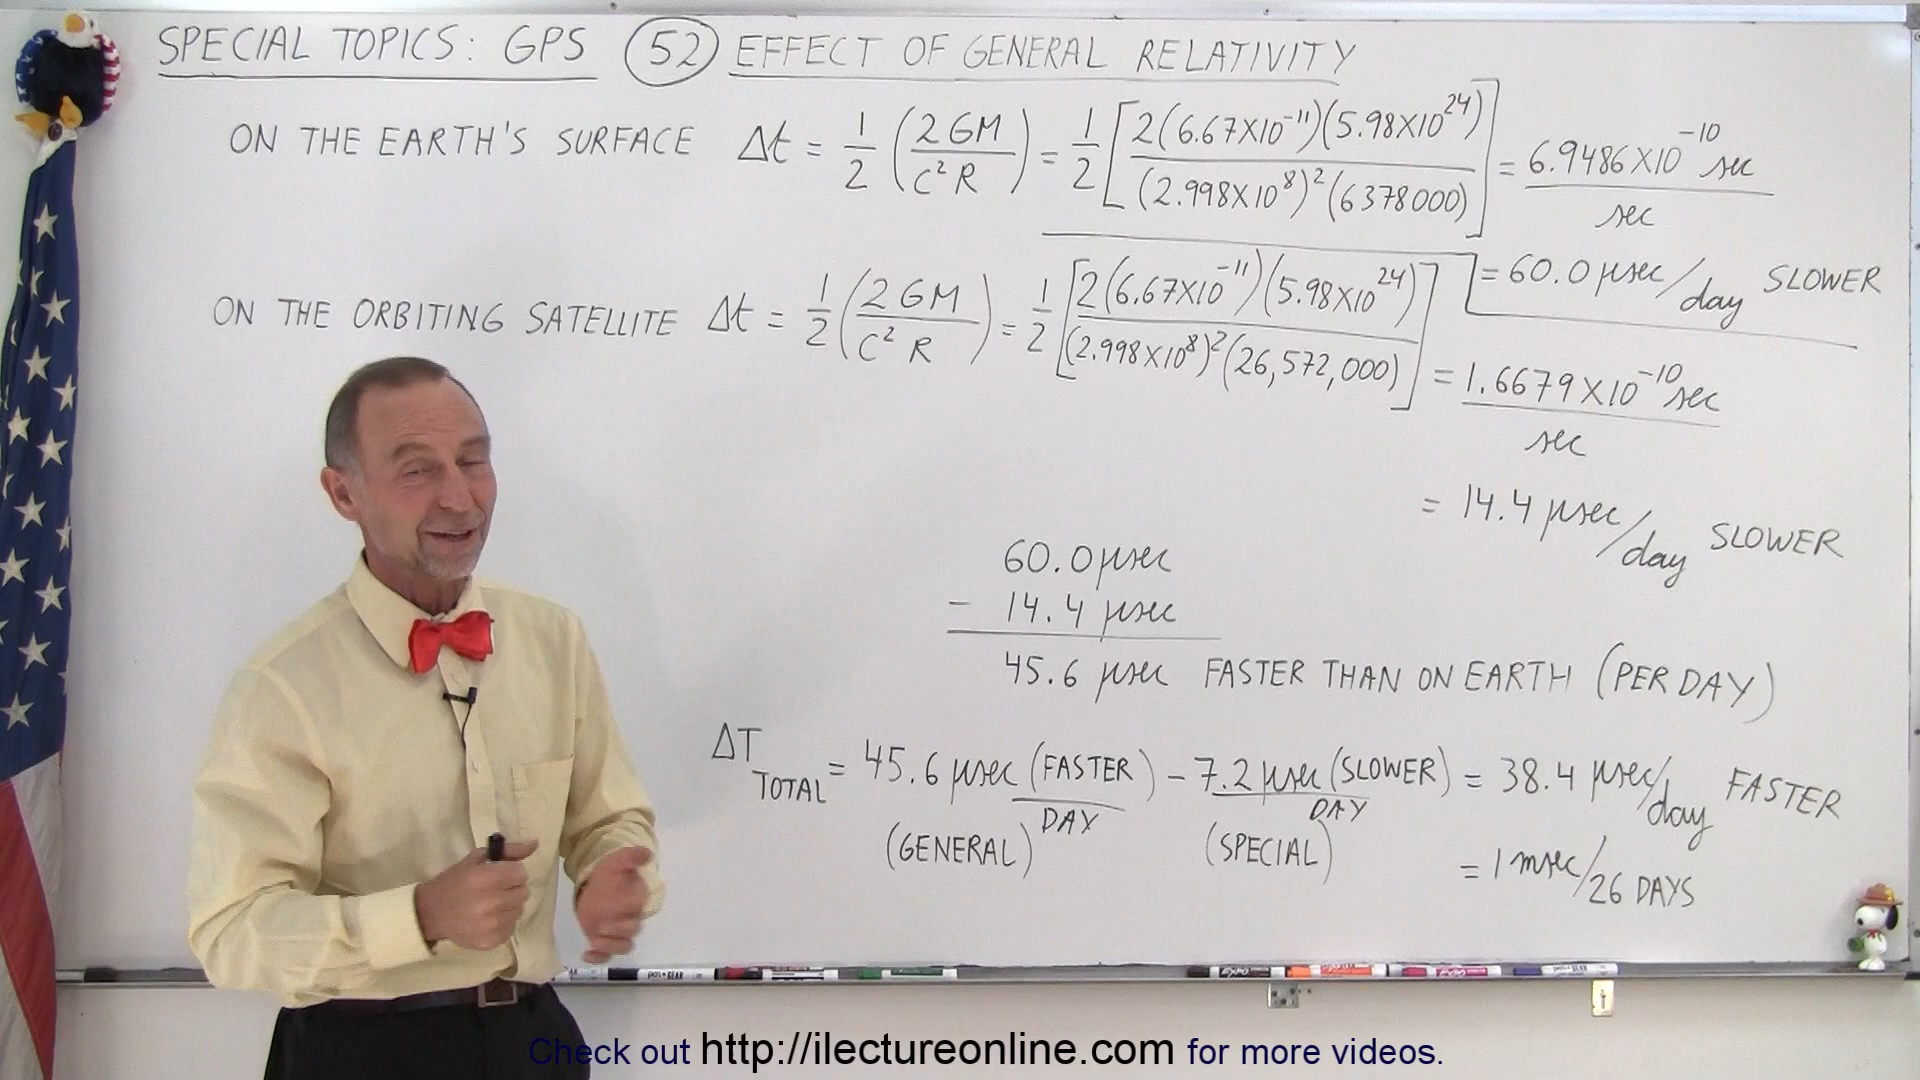 SPECIAL TOPICS: GPS 52 EFFECT OF GENERAL RELATIVITY
ON THE EARTH'S SURFACE Δt = 1/2 (2GM / C²R) = 1/2 [2(6.67X10⁻¹¹)(5.98X10²⁴) / (2.998X10⁸)²(6378000)] = 6.9486X10⁻¹⁰ sec / sec
= 60.0 µsec/day SLOWER
ON THE ORBITING SATELLITE Δt = 1/2 (2GM / C²R) = 1/2 [2(6.67X10⁻¹¹)(5.98X10²⁴) / (2.998X10⁸)²(26,572,000)] = 1.6679X10⁻¹⁰ sec / sec
= 14.4 µsec/day SLOWER
60.0 µsec
- 14.4 µsec
45.6 µsec FASTER THAN ON EARTH (PER DAY)
ΔT TOTAL = 45.6 µsec (FASTER) / DAY - 7.2 µsec (SLOWER) / DAY = 38.4 µsec/day FASTER
(GENERAL) (SPECIAL) = 1 msec/26 DAYS
Check out http://ilectureonline.com for more videos.